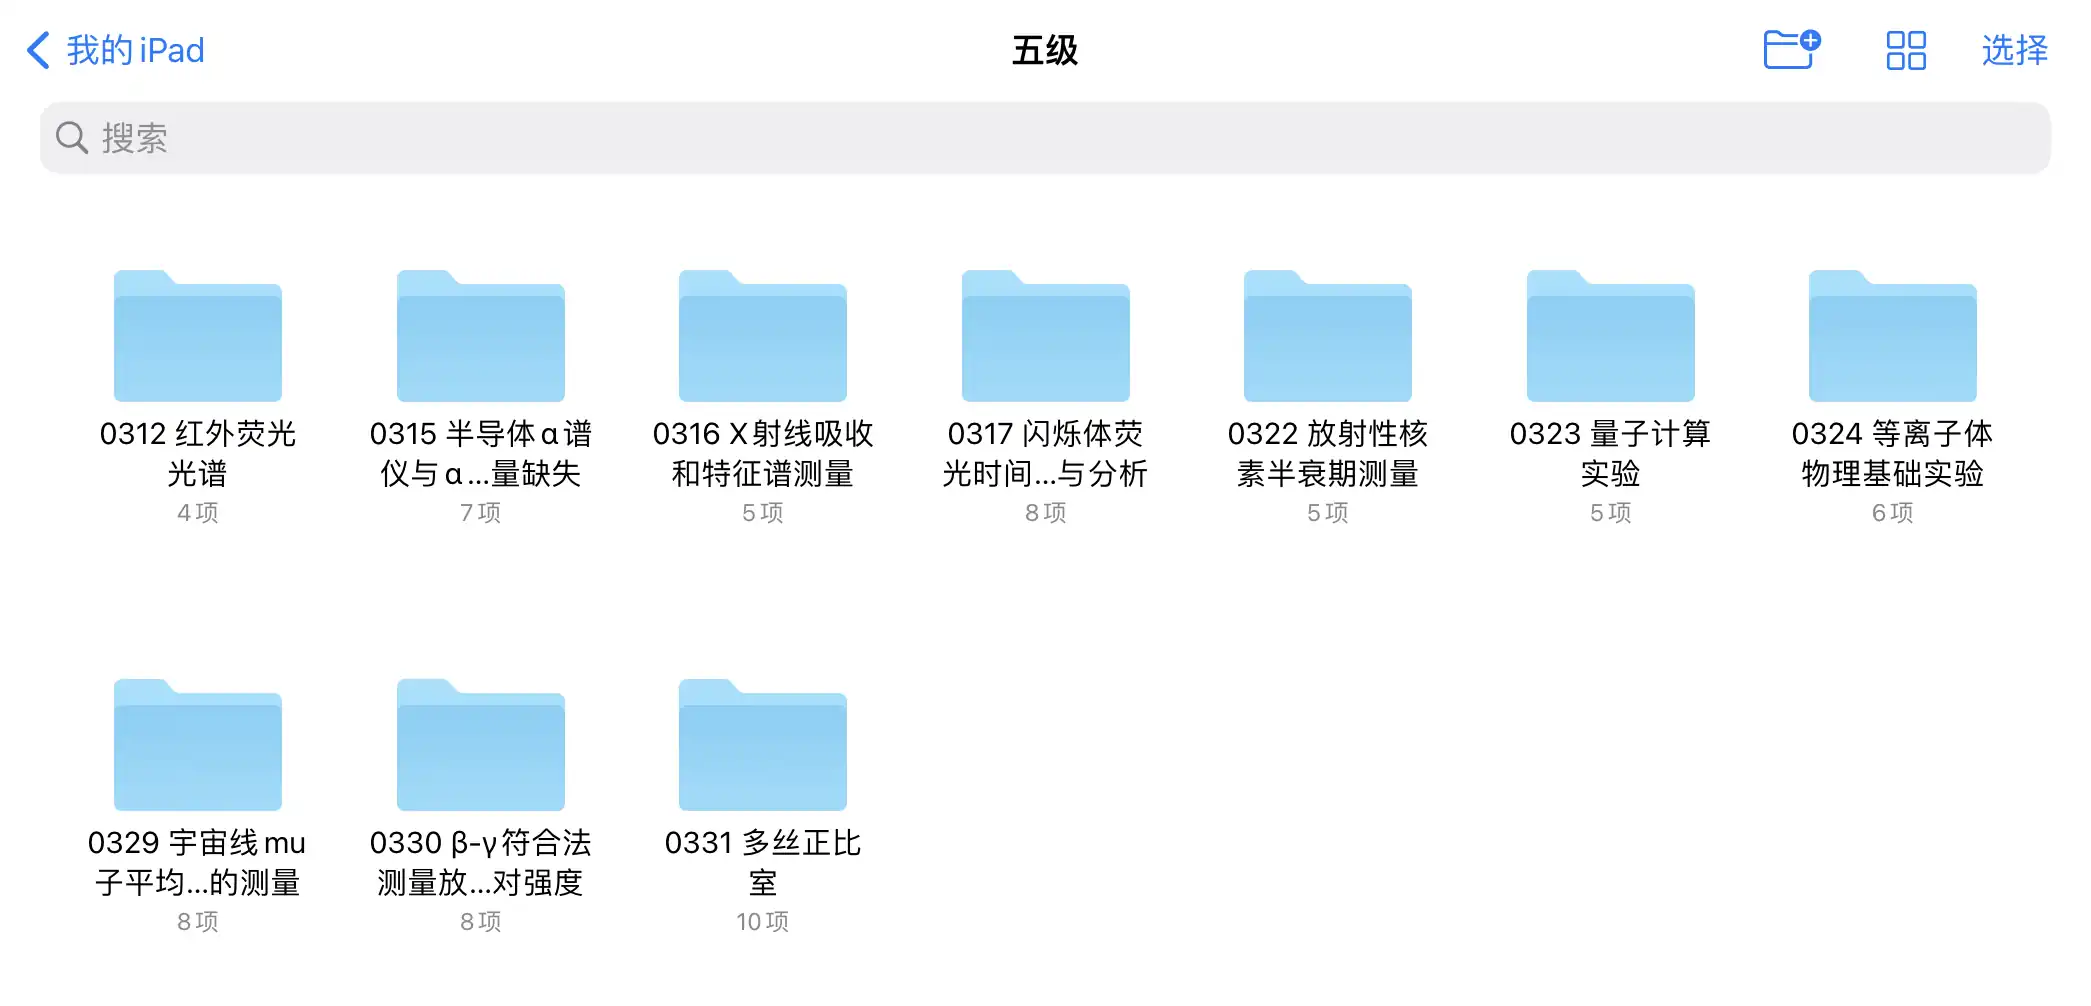 我的iPad
五级
选择
搜索
0312 红外荧光
光谱
4项
0315 半导体α谱
仪与α...量缺失
7项
0316 X射线吸收
和特征谱测量
5项
0317 闪烁体荧
光时间...与分析
8项
0322 放射性核
素半衰期测量
5项
0323 量子计算
实验
5项
0324 等离子体
物理基础实验
6项
0329 宇宙线mu
子平均...的测量
8项
0330 β-γ符合法
测量放...对强度
8项
0331 多丝正比
室
10项